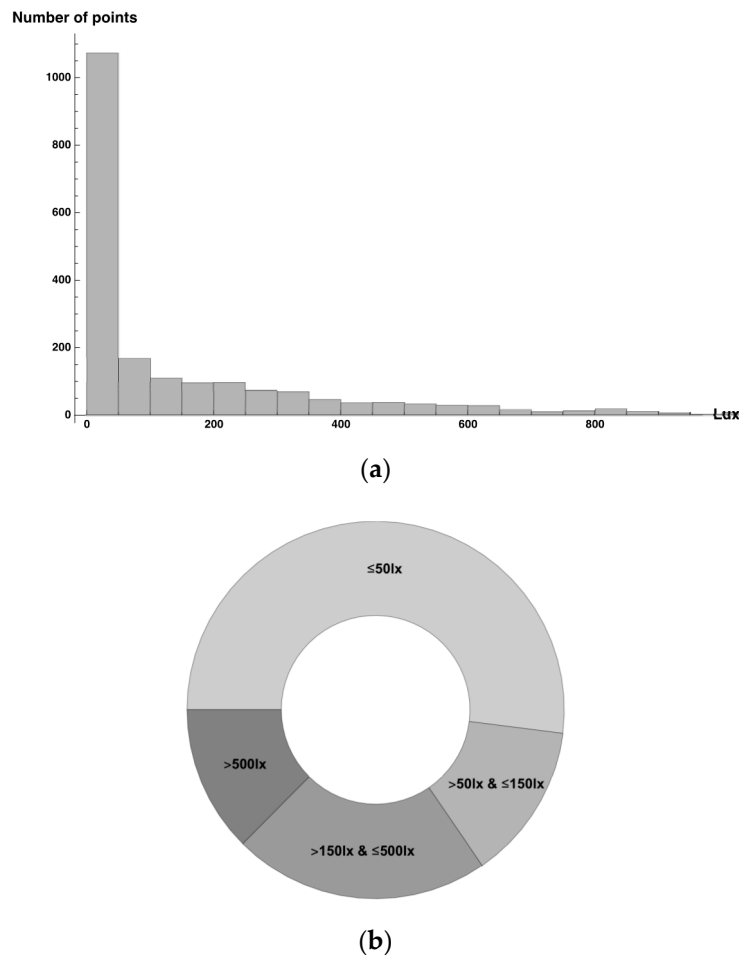 Number of points
1000
800
600
400
200
0
0 200 400 600 800 Lux
(a)
≤50lx
>500lx
>50lx & ≤150lx
>150lx & ≤500lx
(b)